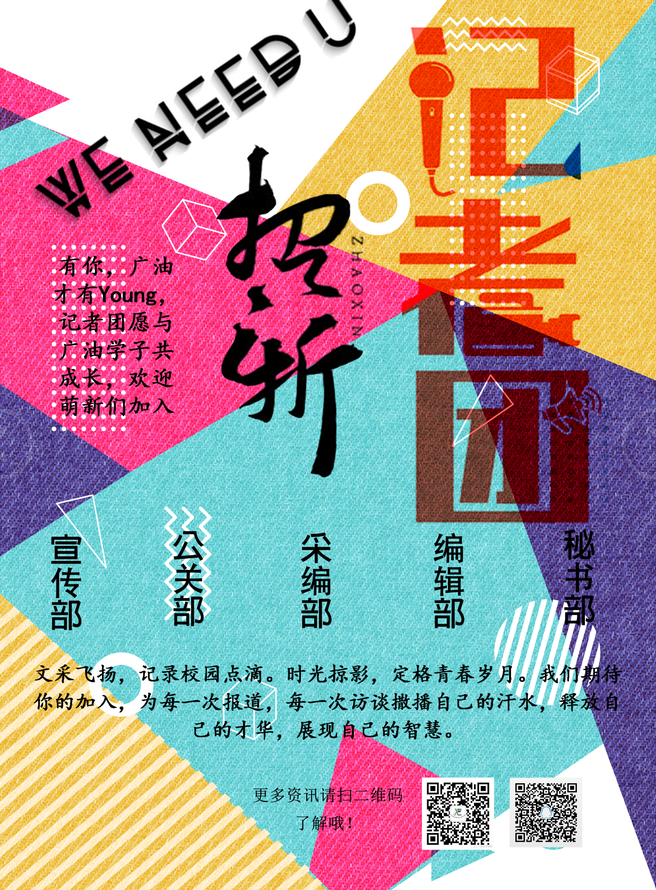 WE NEED U
记者团
招新
ZHAOXIN
有你，广油
才有Young，
记者团愿与
广油学子共
成长，欢迎
萌新们加入
宣传部
公关部
采编部
编辑部
秘书部
文采飞扬，记录校园点滴。时光掠影，定格青春岁月。我们期待
你的加入，为每一次报道，每一次访谈撒播自己的汗水，释放自
己的才华，展现自己的智慧。
更多资讯请扫二维码
了解哦！